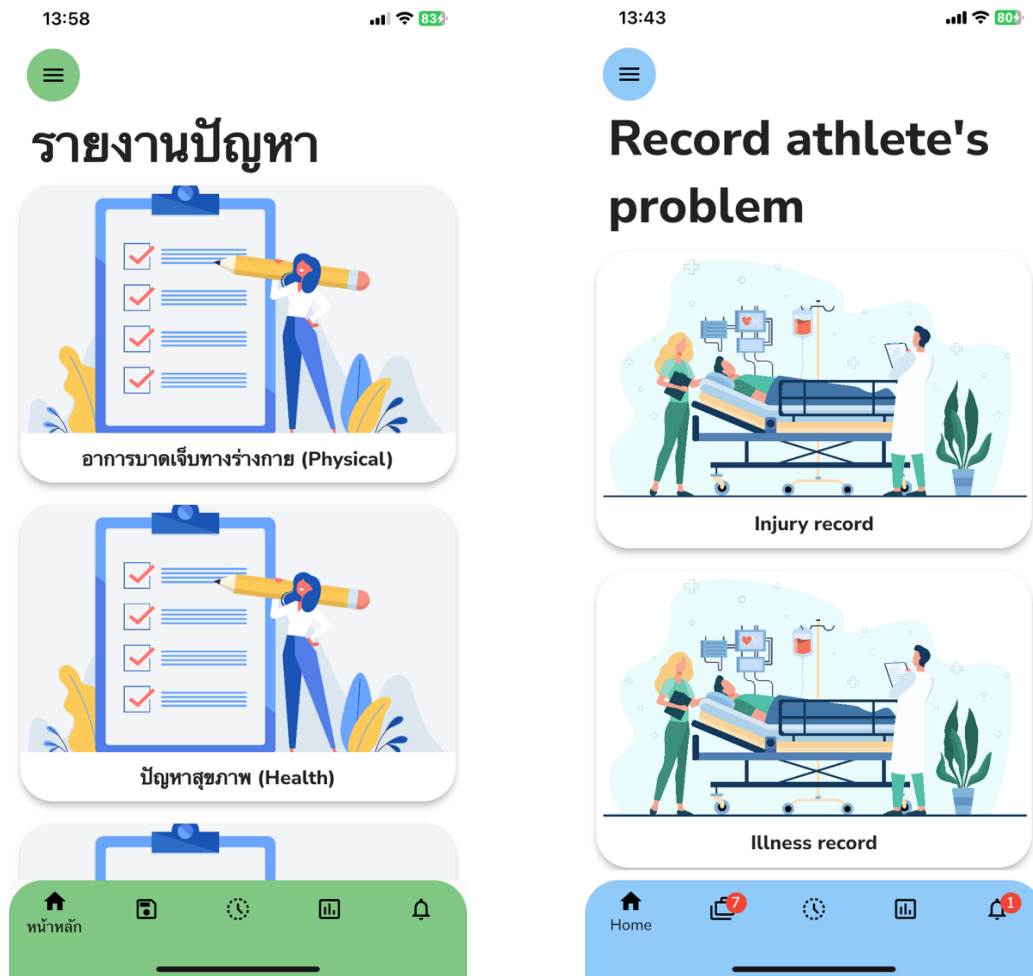 13:58
83
รายงานปัญหา
อาการบาดเจ็บทางร่างกาย (Physical)
ปัญหาสุขภาพ (Health)
หน้าหลัก
13:43
80
Record athlete's
problem
Injury record
Illness record
7
1
Home